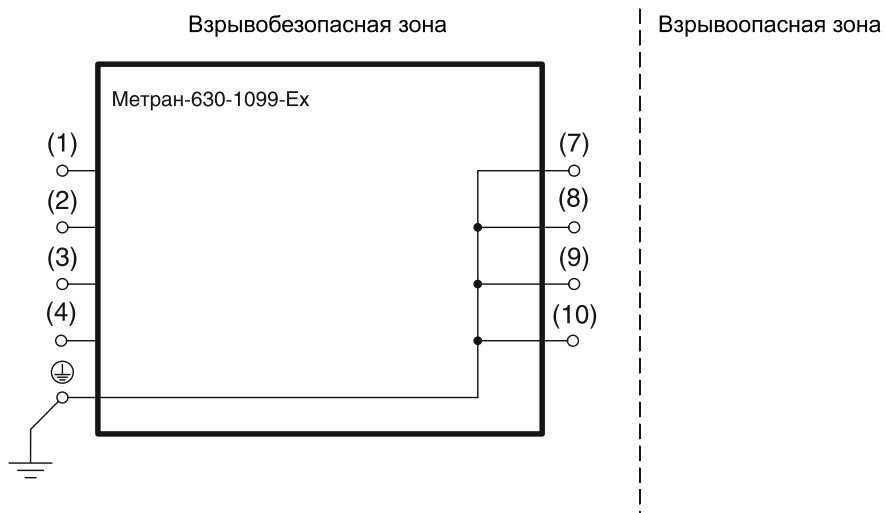 Взрывобезопасная зона
Взрывоопасная зона
Метран-630-1099-Ex
(1)
(7)
(2)
(8)
(3)
(9)
(4)
(10)